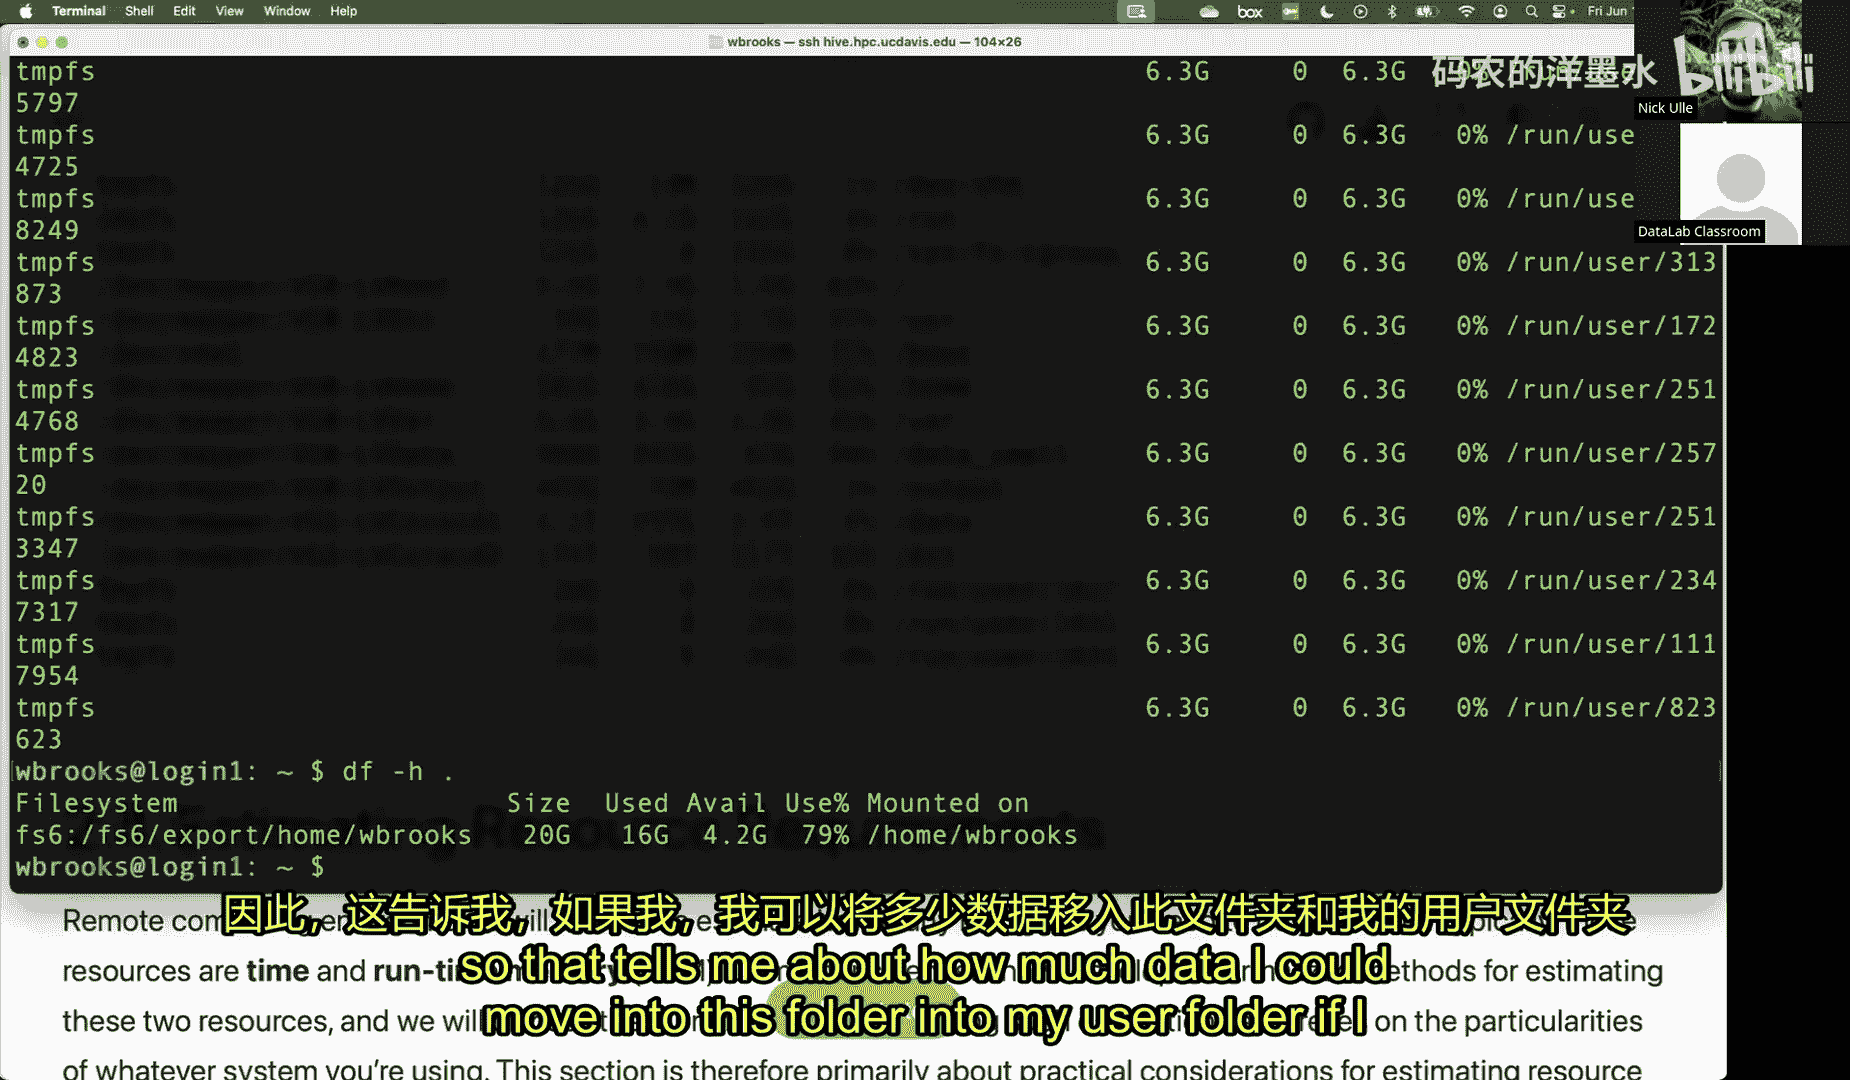 Terminal Shell Edit View Window Help box Fri Jun
wbrooks — ssh hive.hpc.ucdavis.edu — 104×26
tmpfs 6.3G 0 6.3G 0%
码农的洋墨水 bilibili
5797
Nick Ulle
tmpfs 6.3G 0 6.3G 0% /run/use
4725
tmpfs 6.3G 0 6.3G 0% /run/use
8249
DataLab Classroom
tmpfs 6.3G 0 6.3G 0% /run/user/313
873
tmpfs 6.3G 0 6.3G 0% /run/user/172
4823
tmpfs 6.3G 0 6.3G 0% /run/user/251
4768
tmpfs 6.3G 0 6.3G 0% /run/user/257
20
tmpfs 6.3G 0 6.3G 0% /run/user/251
3347
tmpfs 6.3G 0 6.3G 0% /run/user/234
7317
tmpfs 6.3G 0 6.3G 0% /run/user/111
7954
tmpfs 6.3G 0 6.3G 0% /run/user/823
623
wbrooks@login1: ~ $ df -h .
Filesystem Size Used Avail Use% Mounted on
fs6:/fs6/export/home/wbrooks 20G 16G 4.2G 79% /home/wbrooks
wbrooks@login1: ~ $
因此，这告诉我，如果我，我可以将多少数据移入此文件夹和我的用户文件夹
so that tells me about how much data I could
move into this folder into my user folder if I
Remote
resources are time and ethods for estimating
these two resources, and we on the particularities
of whatever system you're using. This section is therefore primarily about practical considerations for estimating resource